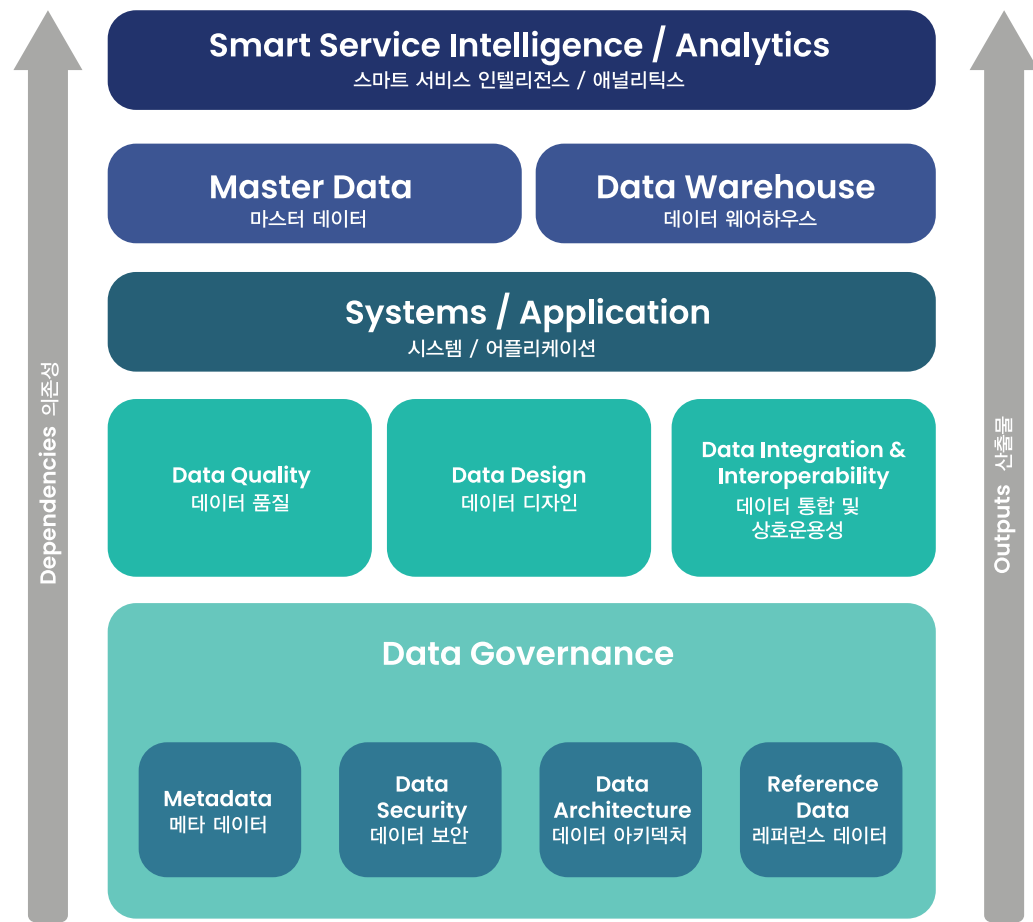 Smart Service Intelligence / Analytics
스마트 서비스 인텔리전스 / 애널리틱스
Master Data
마스터 데이터
Data Warehouse
데이터 웨어하우스
Systems / Application
시스템 / 어플리케이션
Dependencies 의존성
Outputs 산출물
Data Quality
데이터 품질
Data Design
데이터 디자인
Data Integration &
Interoperability
데이터 통합 및
상호운용성
Data Governance
Metadata
메타 데이터
Data
Security
데이터 보안
Data
Architecture
데이터 아키덱처
Reference
Data
레퍼런스 데이터